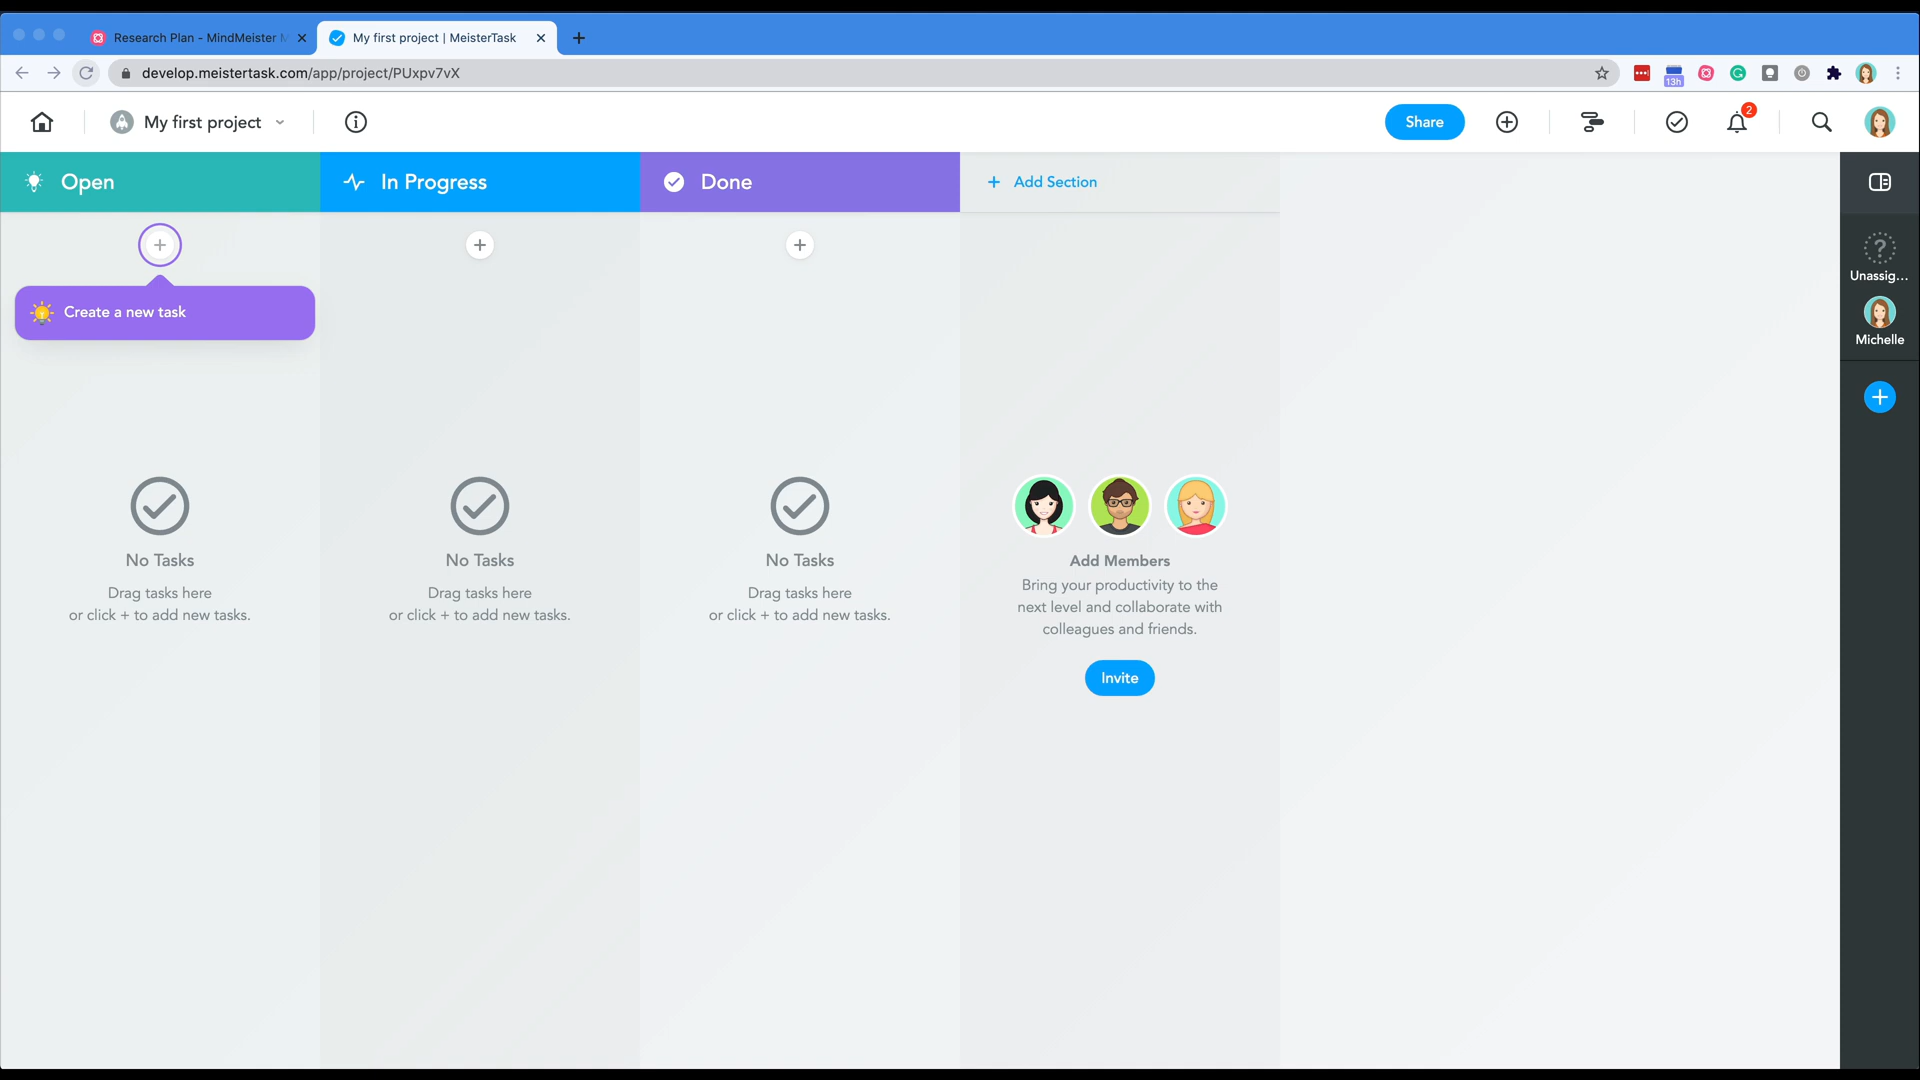 Research Plan - MindMeister M
My first project | MeisterTask
develop.meistertask.com/app/project/PUxpv7vX
13h
My first project
Share
2
Open
In Progress
Done
+ Add Section
Create a new task
Unassig...
Michelle
No Tasks
Drag tasks here
or click + to add new tasks.
No Tasks
Drag tasks here
or click + to add new tasks.
No Tasks
Drag tasks here
or click + to add new tasks.
Add Members
Bring your productivity to the
next level and collaborate with
colleagues and friends.
Invite